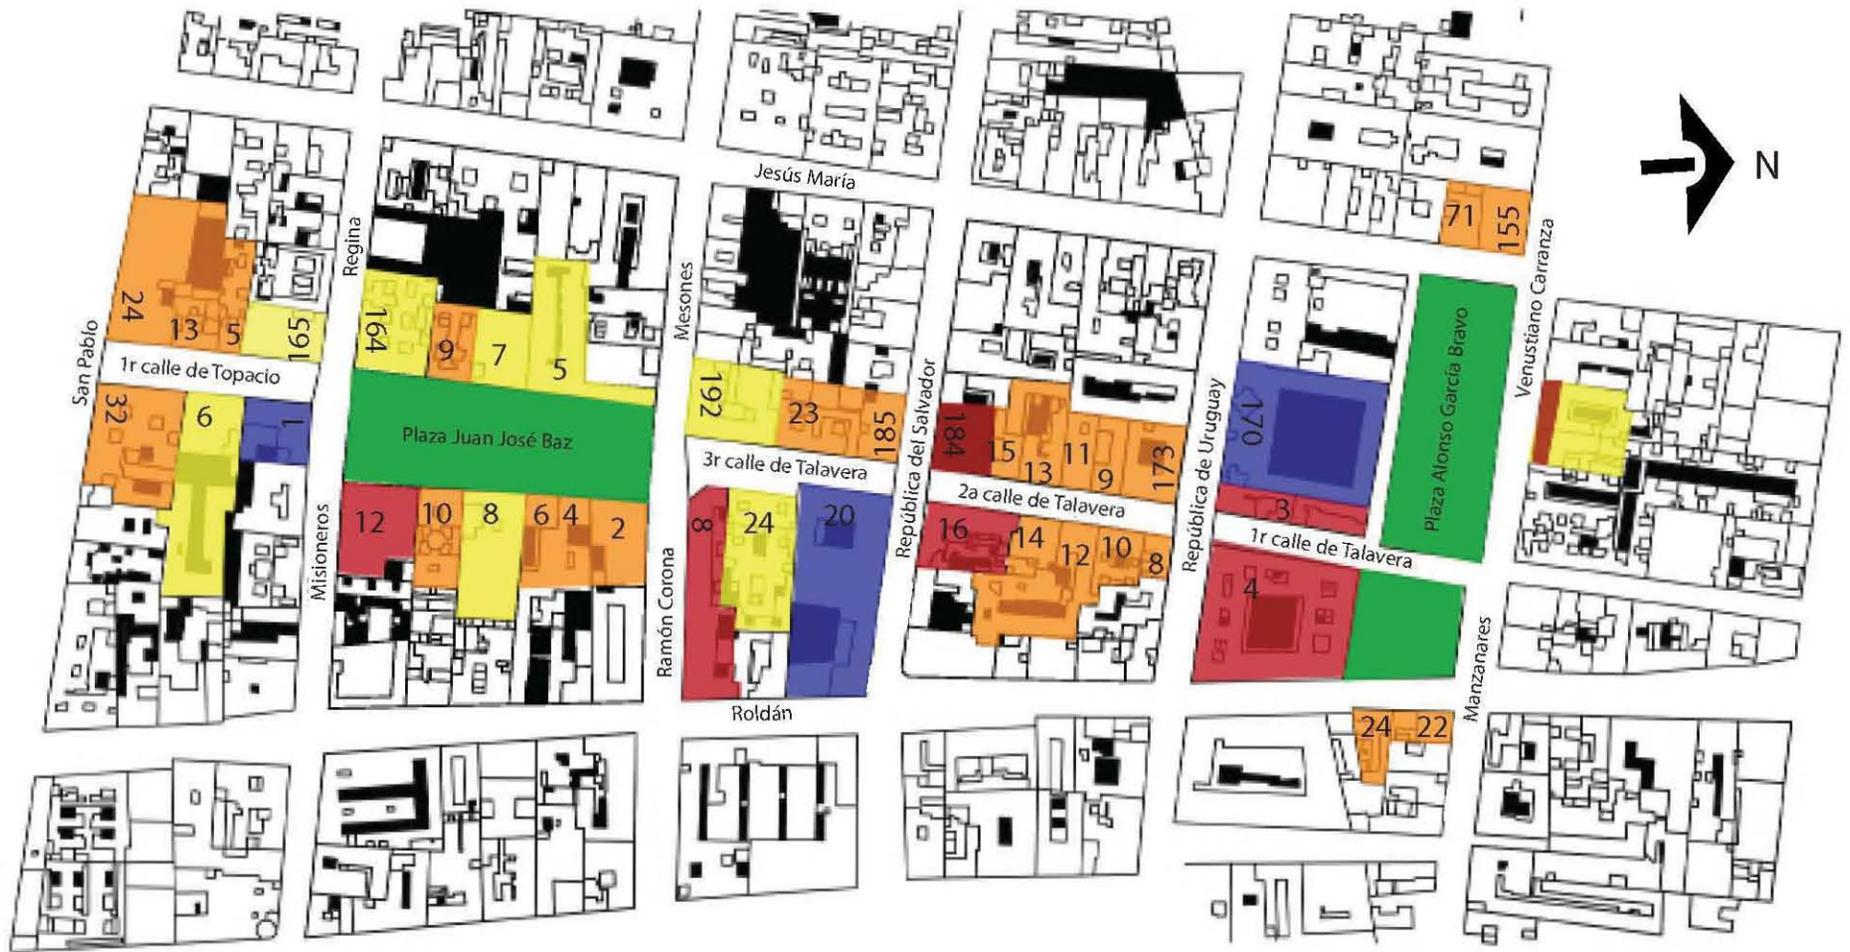 N
Jesús María
71
155
Regina
Venustiano Carranza
Mesones
24
13
5
165
164
9
7
5
Plaza Alonso García Bravo
San Pablo
1r calle de Topacio
República del Salvador
República de Uruguay
192
23
185
184
15
13
11
9
173
170
32
6
1
Plaza Juan José Baz
3r calle de Talavera
2a calle de Talavera
3
1r calle de Talavera
Misioneros
12
10
8
6
4
2
Ramón Corona
8
24
20
16
14
12
10
8
4
Manzanares
Roldán
24
22